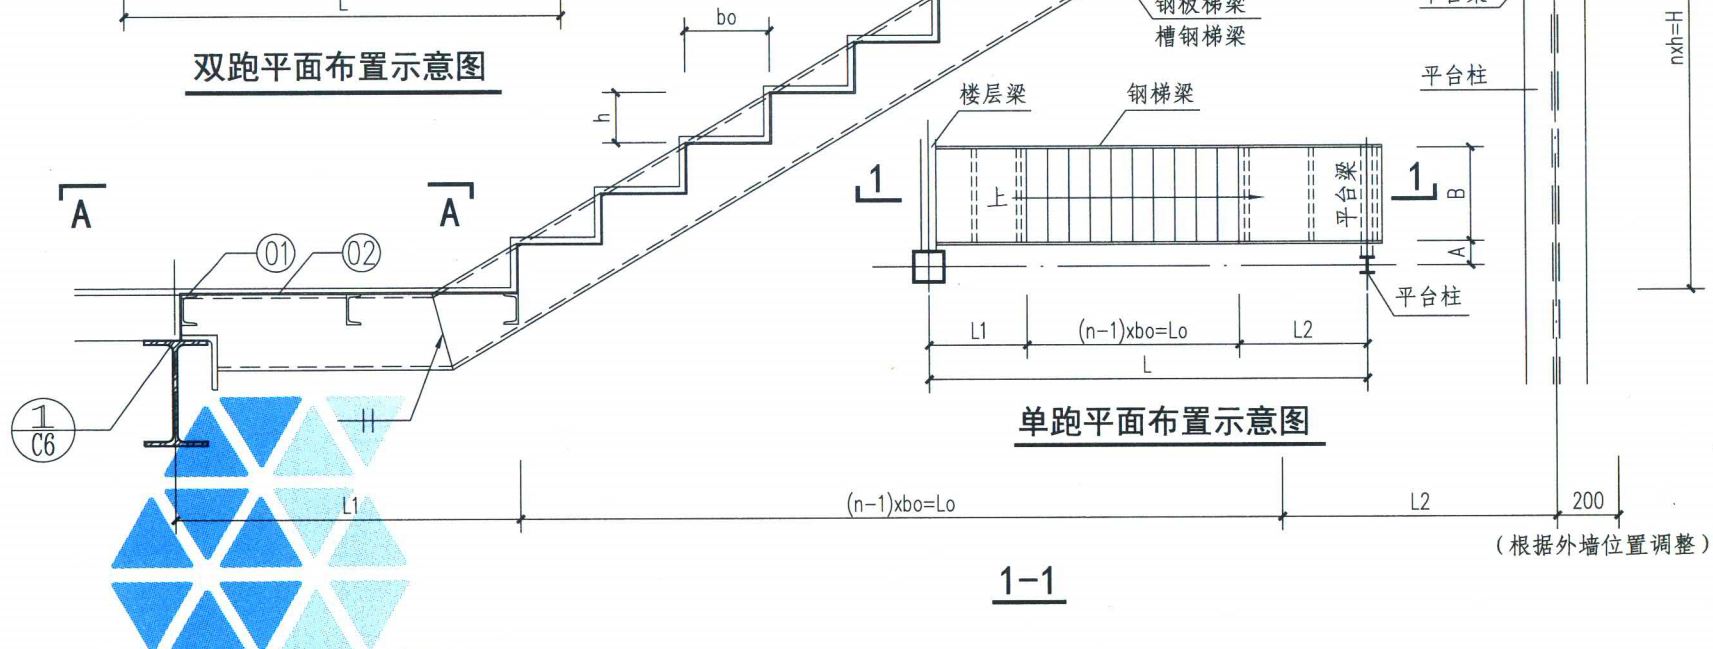 L
双跑平面布置示意图
bo
h
钢板梯梁
槽钢梯梁
平台梁
平台柱
nxh=H
楼层梁
钢梯梁
A
A
1
1
上
平台梁
B
A
平台柱
01
02
L1
(n-1)xbo=Lo
L2
L
单跑平面布置示意图
1
C6
L1
(n-1)xbo=Lo
L2
200
(根据外墙位置调整)
1-1